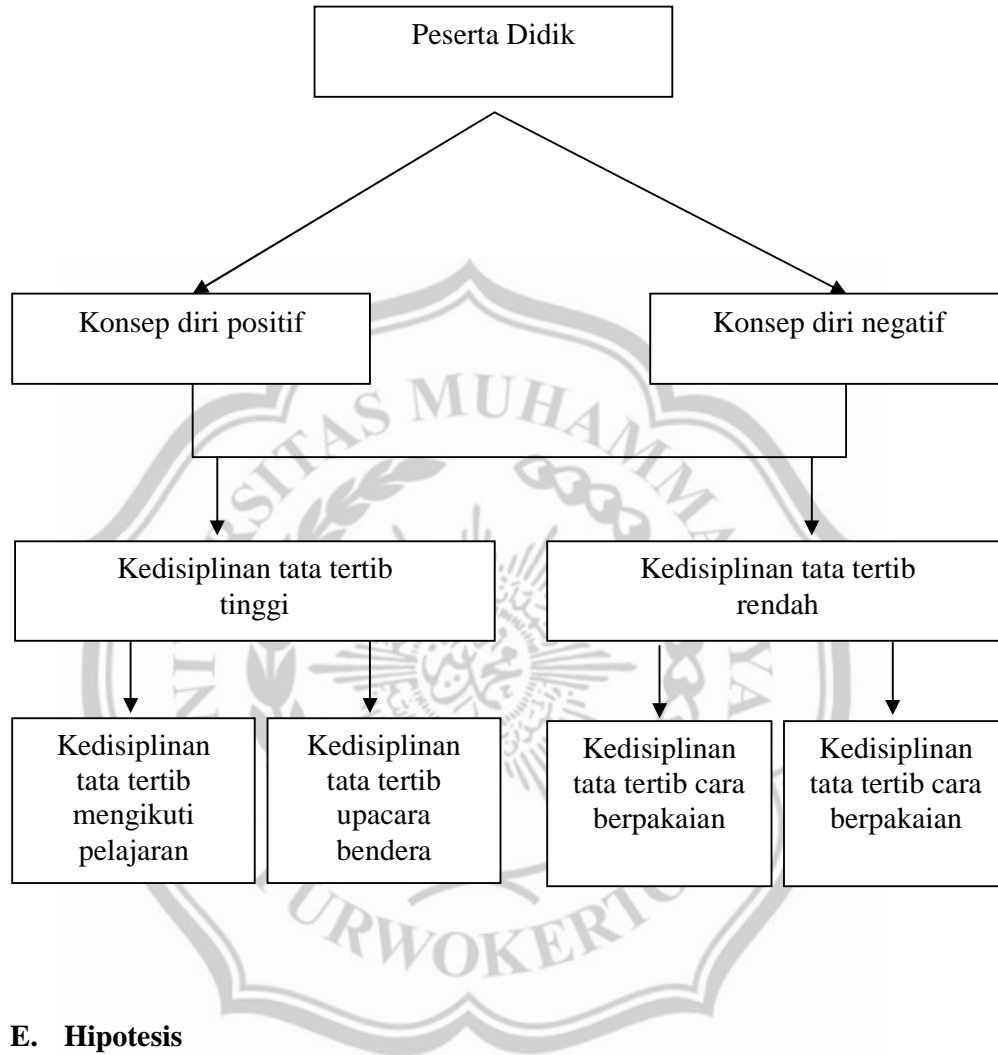 Peserta Didik
Konsep diri positif
Konsep diri negatif
Kedisiplinan tata tertib
tinggi
Kedisiplinan tata tertib
rendah
Kedisiplinan
tata tertib
mengikuti
pelajaran
Kedisiplinan
tata tertib
upacara
bendera
Kedisiplinan
tata tertib cara
berpakaian
Kedisiplinan
tata tertib cara
berpakaian
E. Hipotesis